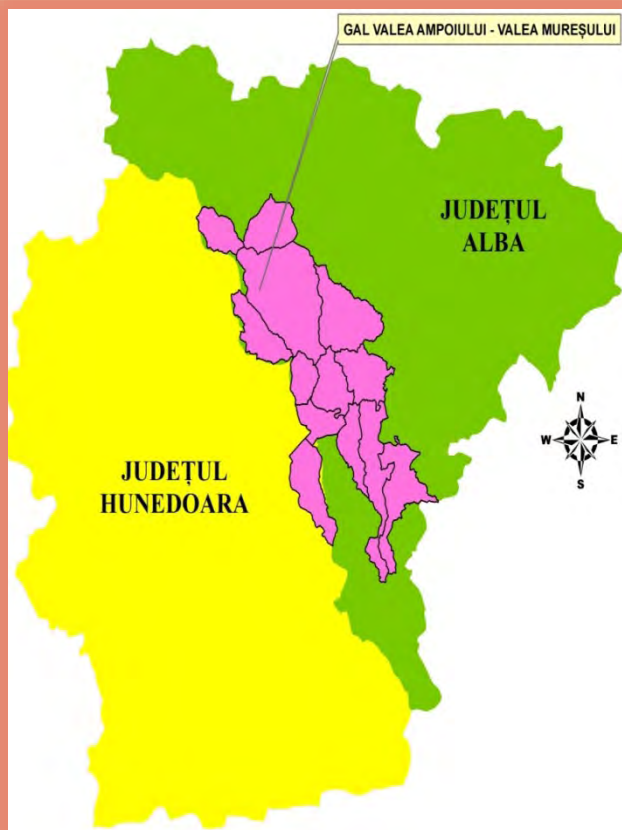 GAL VALEA AMPOIULUI - VALEA MUREȘULUI
JUDEȚUL
ALBA
N
W
E
S
JUDEȚUL
HUNEDOARA